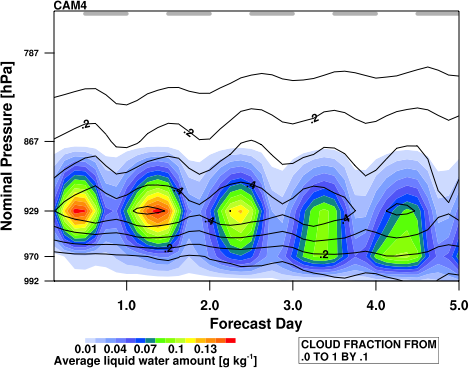 CAM4
Nominal Pressure [hPa]
787
867
929
970
992
.2
.2
.2
.4
.4
.4
.2
.2
1.0 2.0 3.0 4.0 5.0
Forecast Day
0.01 0.04 0.07 0.1 0.13
Average liquid water amount [g kg-1]
CLOUD FRACTION FROM
.0 TO 1 BY .1